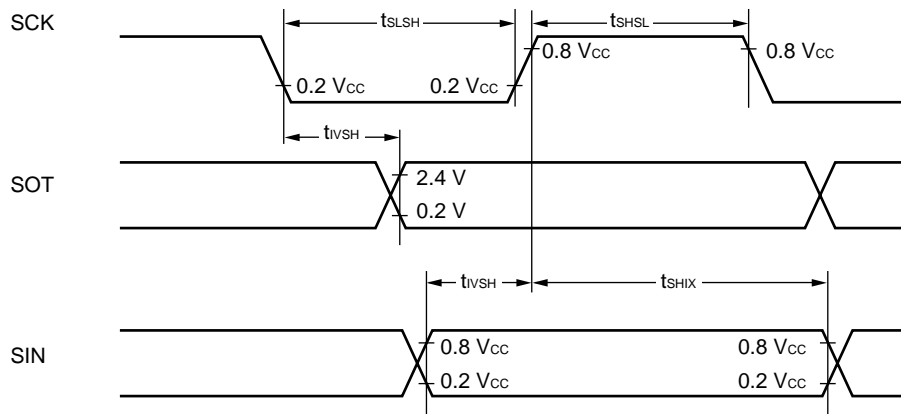 tSLSH tSHSL
SCK
0.8 VCC 0.8 VCC
0.2 VCC 0.2 VCC
tIVSH
SOT
2.4 V
0.2 V
tIVSH tSHIX
SIN
0.8 VCC 0.8 VCC
0.2 VCC 0.2 VCC